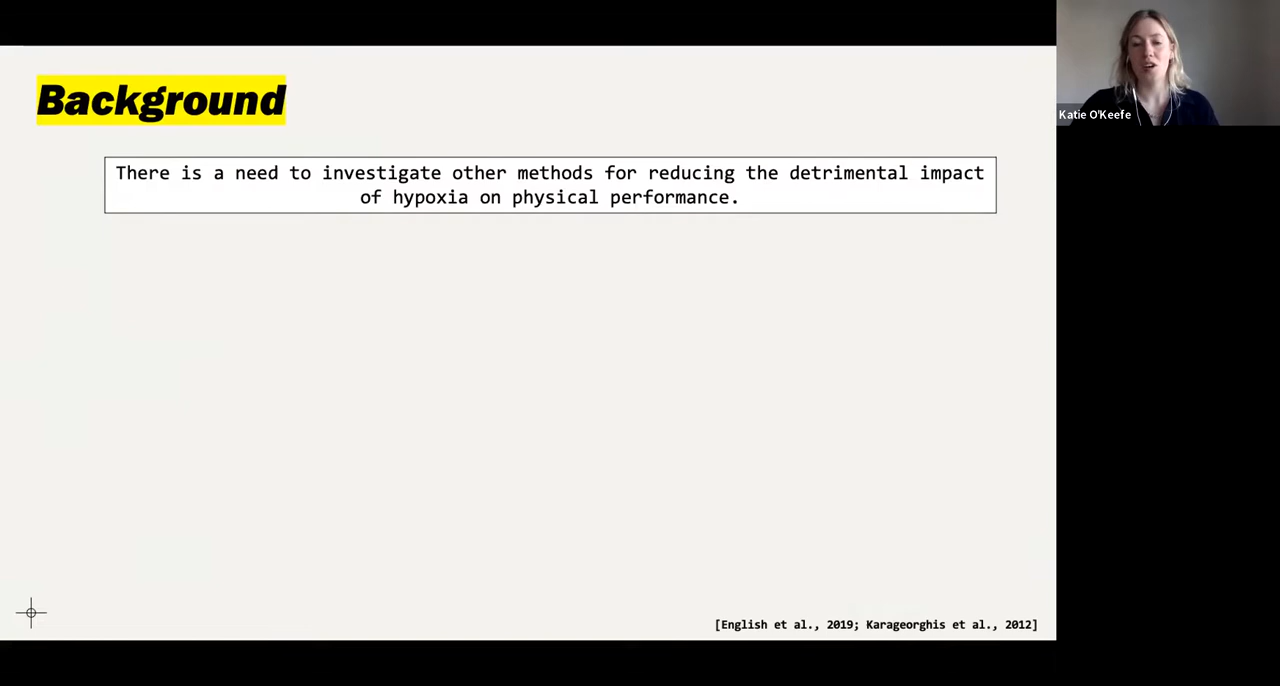 Background
There is a need to investigate other methods for reducing the detrimental impact
of hypoxia on physical performance.
[English et al., 2019; Karageorghis et al., 2012]
Katie O'Keefe